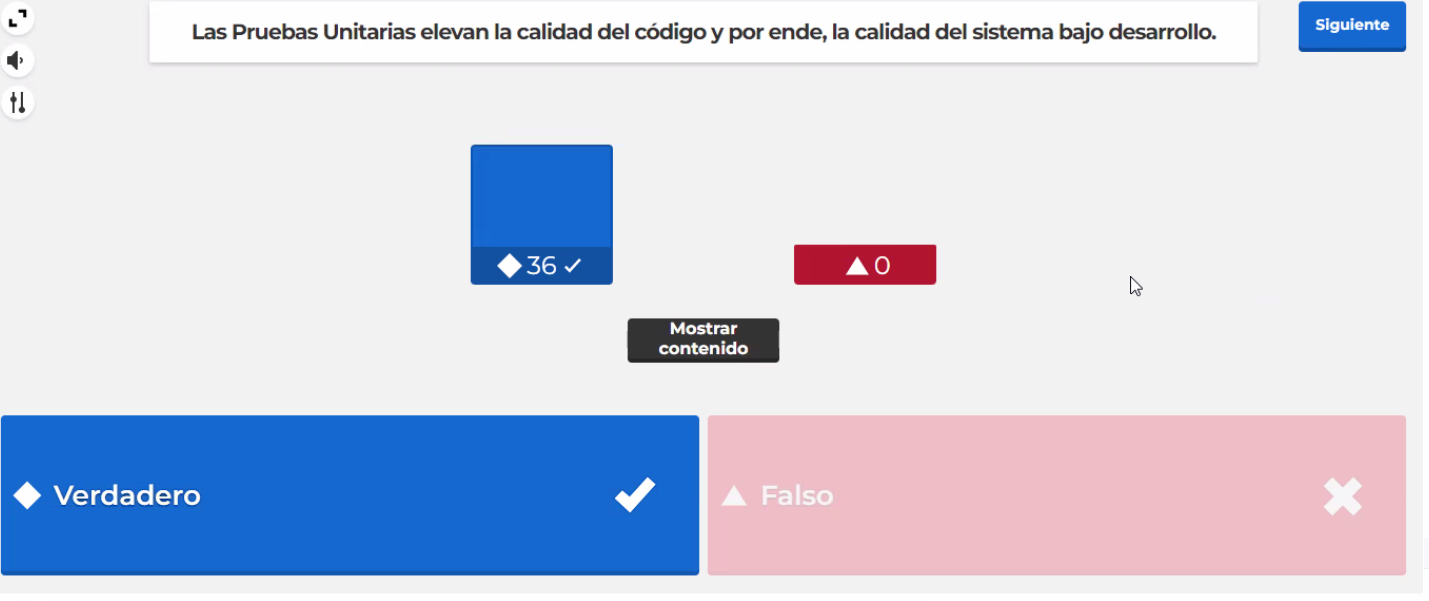 Las Pruebas Unitarias elevan la calidad del código y por ende, la calidad del sistema bajo desarrollo.
Siguiente
36
0
Mostrar
contenido
Verdadero
Falso